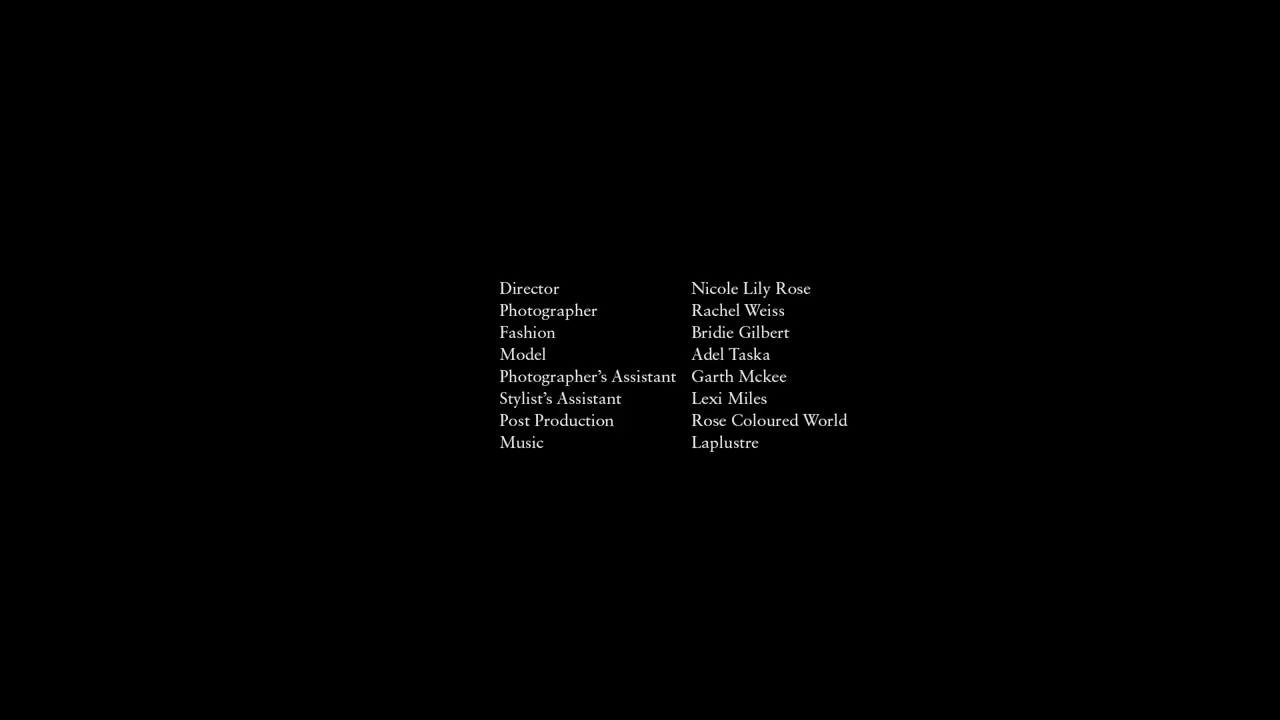 Director Nicole Lily Rose
Photographer Rachel Weiss
Fashion Bridie Gilbert
Model Adel Taska
Photographer’s Assistant Garth Mckee
Stylist’s Assistant Lexi Miles
Post Production Rose Coloured World
Music Laplustre